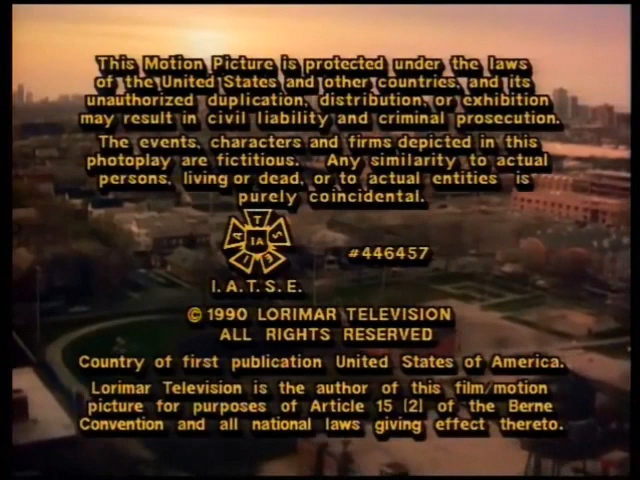 This Motion Picture is protected under the laws
of the United States and other countries, and its
unauthorized duplication, distribution, or exhibition
may result in civil liability and criminal prosecution.
The events, characters and firms depicted in this
photoplay are fictitious. Any similarity to actual
persons, living or dead, or to actual entities is
purely coincidental.
I A T S E
IA
#446457
I.A.T.S.E.
© 1990 LORIMAR TELEVISION
ALL RIGHTS RESERVED
Country of first publication United States of America.
Lorimar Television is the author of this film/motion
picture for purposes of Article 15 (2) of the Berne
Convention and all national laws giving effect thereto.